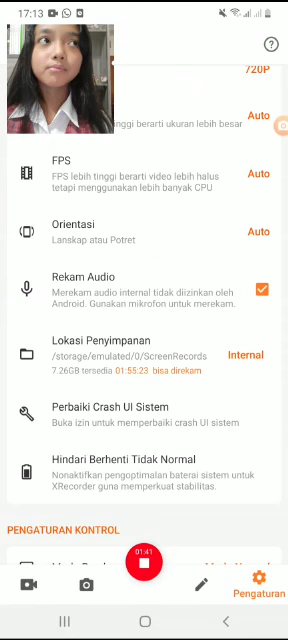 17:13
720P
Auto
inggi berarti ukuran lebih besar
FPS
FPS lebih tinggi berarti video lebih halus
tetapi menggunakan lebih banyak CPU
Auto
Orientasi
Lanskap atau Potret
Auto
Rekam Audio
Merekam audio internal tidak diizinkan oleh
Android. Gunakan mikrofon untuk merekam.
Lokasi Penyimpanan
/storage/emulated/0/ScreenRecords
Internal
7.26GB tersedia 01:55:23 bisa direkam
Perbaiki Crash UI Sistem
Buka izin untuk memperbaiki crash UI sistem
Hindari Berhenti Tidak Normal
Nonaktifkan pengoptimalan baterai sistem untuk
XRecorder guna memperkuat stabilitas.
PENGATURAN KONTROL
01:41
Pengaturan